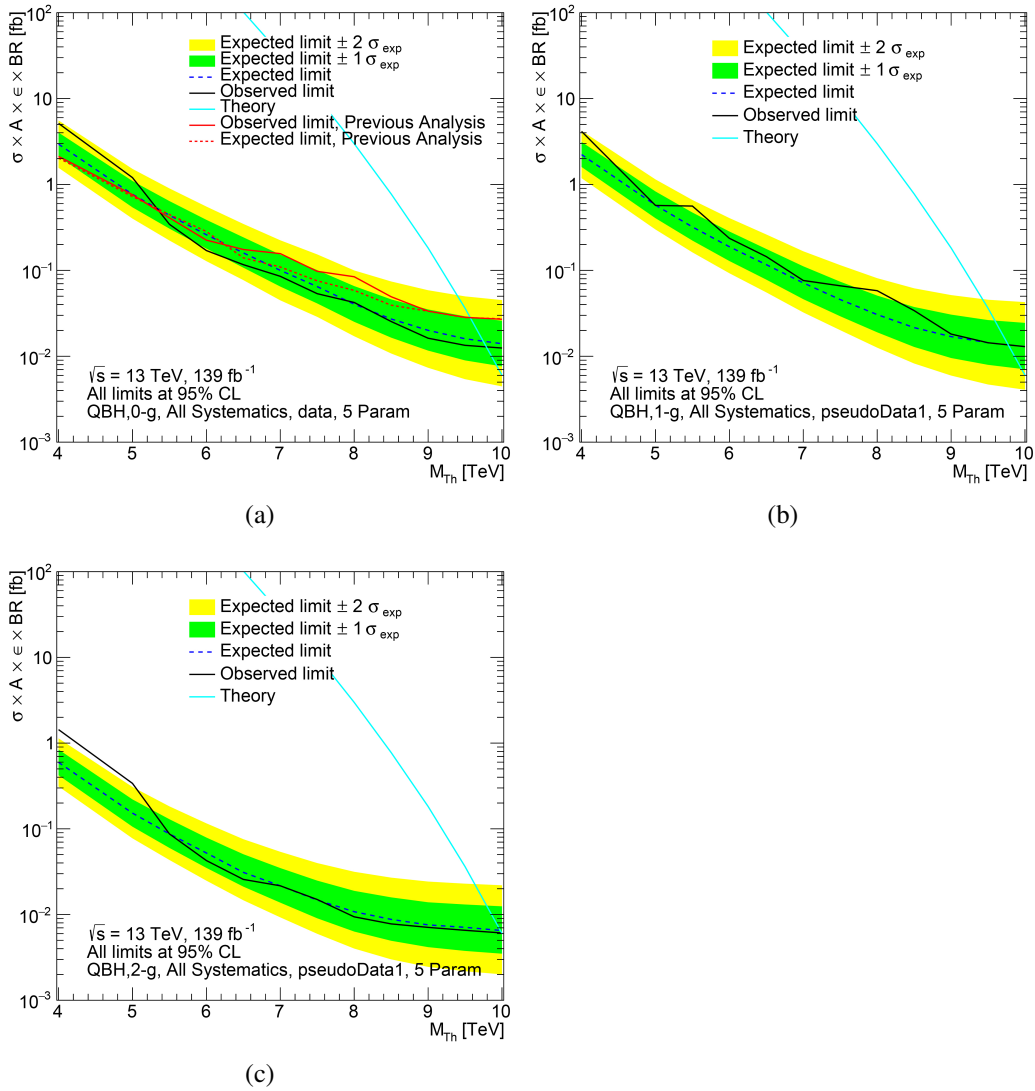 σ × A × ϵ × BR [fb]
10²
10
1
10⁻¹
10⁻²
10⁻³
Expected limit ± 2 σ exp
Expected limit ± 1 σ exp
Expected limit
Observed limit
Theory
Observed limit, Previous Analysis
Expected limit, Previous Analysis
√s = 13 TeV, 139 fb⁻¹
All limits at 95% CL
QBH,0-g, All Systematics, data, 5 Param
4 5 6 7 8 9 10
M_Th [TeV]
(a)
σ × A × ϵ × BR [fb]
10²
10
1
10⁻¹
10⁻²
10⁻³
Expected limit ± 2 σ exp
Expected limit ± 1 σ exp
Expected limit
Observed limit
Theory
√s = 13 TeV, 139 fb⁻¹
All limits at 95% CL
QBH,1-g, All Systematics, pseudoData1, 5 Param
4 5 6 7 8 9 10
M_Th [TeV]
(b)
σ × A × ϵ × BR [fb]
10²
10
1
10⁻¹
10⁻²
10⁻³
Expected limit ± 2 σ exp
Expected limit ± 1 σ exp
Expected limit
Observed limit
Theory
√s = 13 TeV, 139 fb⁻¹
All limits at 95% CL
QBH,2-g, All Systematics, pseudoData1, 5 Param
4 5 6 7 8 9 10
M_Th [TeV]
(c)